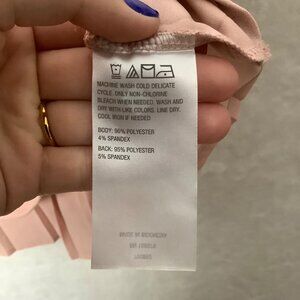 MACHINE WASH COLD DELICATE
CYCLE. ONLY NON-CHLORINE
BLEACH WHEN NEEDED. WASH AND
DRY WITH LIKE COLORS. LINE DRY.
COOL IRON IF NEEDED
BODY: 96% POLYESTER
4% SPANDEX
BACK: 95% POLYESTER
5% SPANDEX